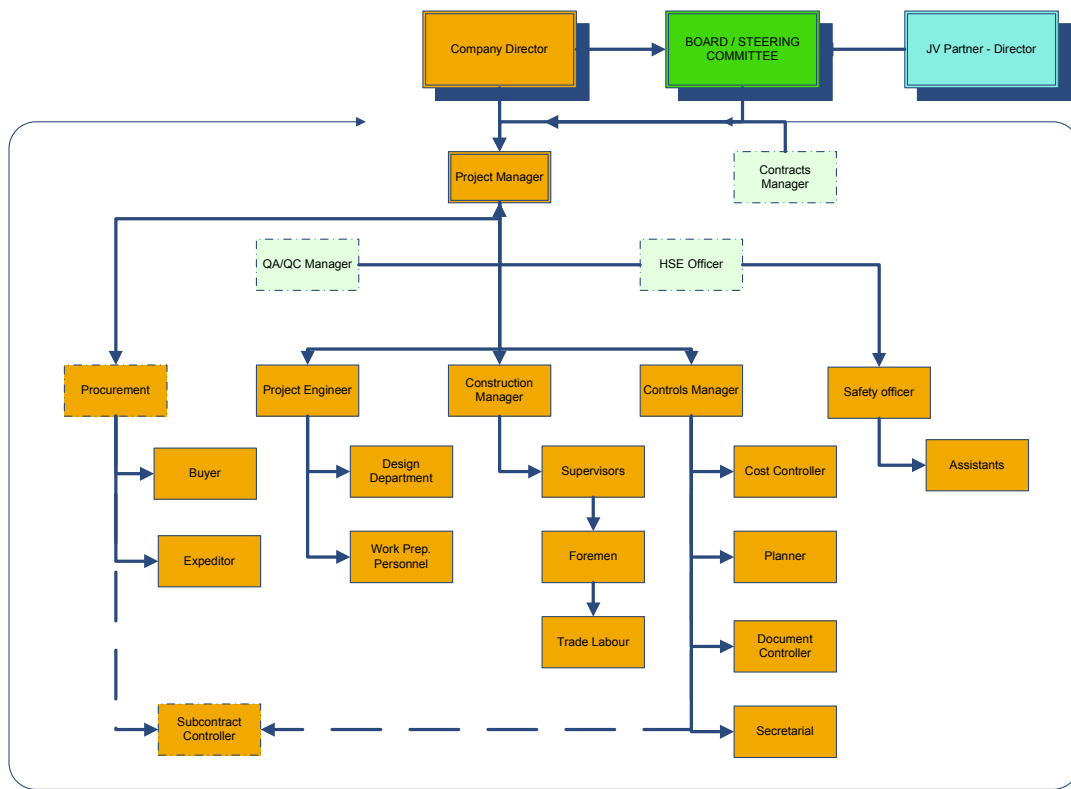 Company Director
BOARD / STEERING
COMMITTEE
JV Partner - Director
Project Manager
Contracts
Manager
QA/QC Manager
HSE Officer
Procurement
Project Engineer
Construction
Manager
Controls Manager
Safety officer
Buyer
Design
Department
Supervisors
Cost Controller
Assistants
Expeditor
Work Prep.
Personnel
Foremen
Planner
Trade Labour
Document
Controller
Subcontract
Controller
Secretarial